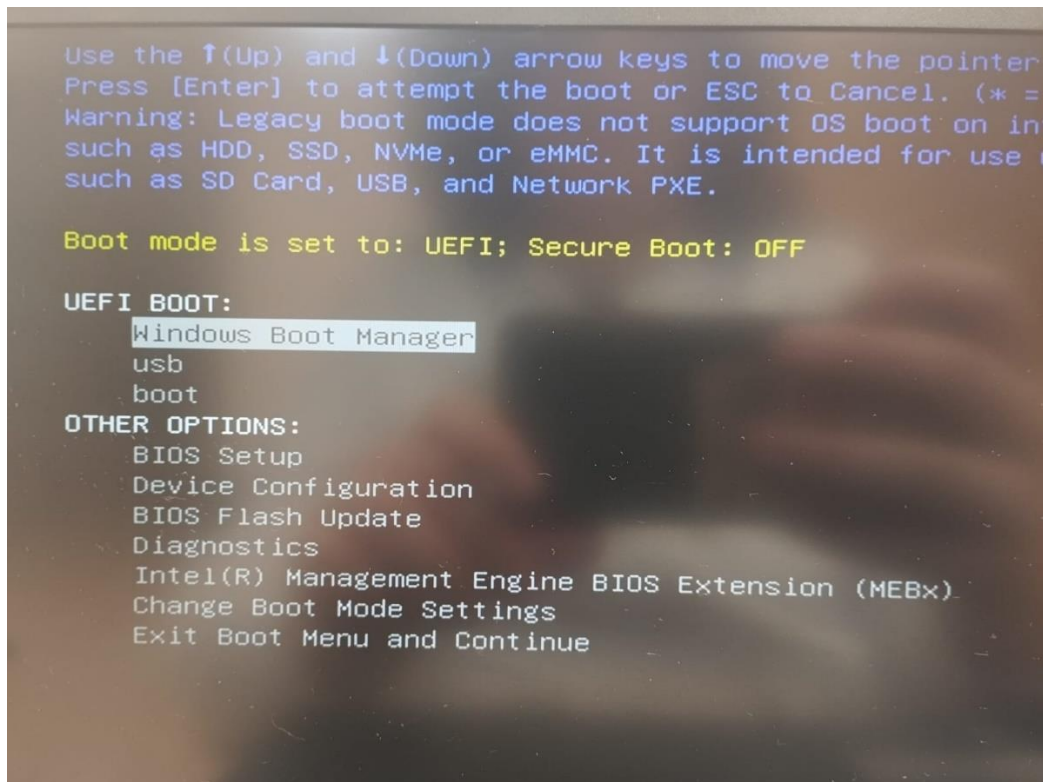 Use the ↑(Up) and ↓(Down) arrow keys to move the pointer
Press [Enter] to attempt the boot or ESC to Cancel. (* =
Warning: Legacy boot mode does not support OS boot on in
such as HDD, SSD, NVMe, or eMMC. It is intended for use
such as SD Card, USB, and Network PXE.
Boot mode is set to: UEFI; Secure Boot: OFF
UEFI BOOT:
Windows Boot Manager
usb
boot
OTHER OPTIONS:
BIOS Setup
Device Configuration
BIOS Flash Update
Diagnostics
Intel(R) Management Engine BIOS Extension (MEBx)
Change Boot Mode Settings
Exit Boot Menu and Continue